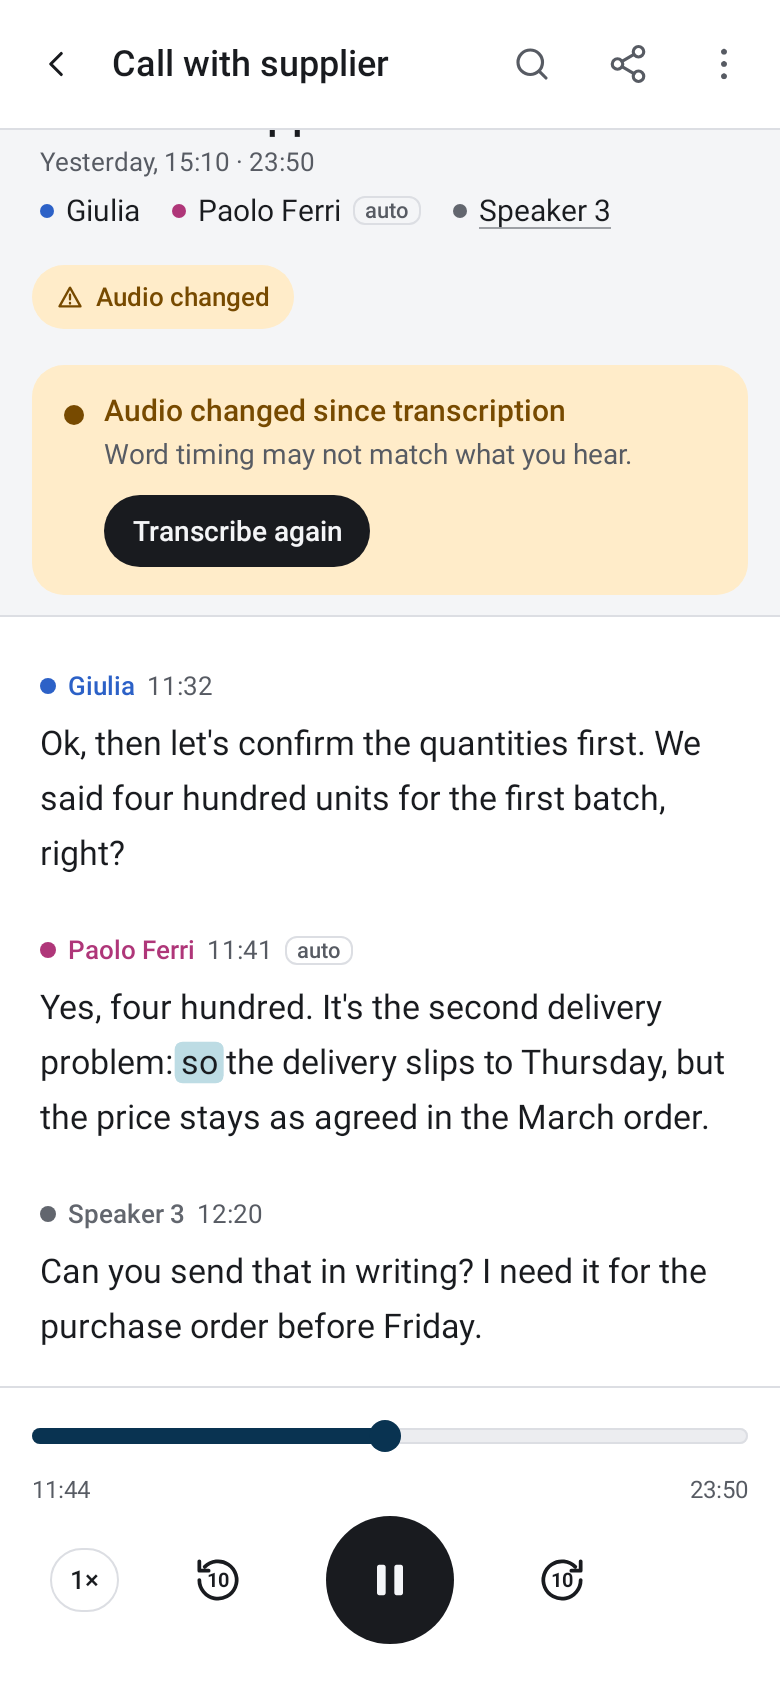 Call with supplier
Yesterday, 15:10 · 23:50
Giulia Paolo Ferri auto Speaker 3
Audio changed
Audio changed since transcription
Word timing may not match what you hear.
Transcribe again
Giulia 11:32
Ok, then let's confirm the quantities first. We
said four hundred units for the first batch,
right?
Paolo Ferri 11:41 auto
Yes, four hundred. It's the second delivery
problem: so the delivery slips to Thursday, but
the price stays as agreed in the March order.
Speaker 3 12:20
Can you send that in writing? I need it for the
purchase order before Friday.
11:44 23:50
1× 10 10